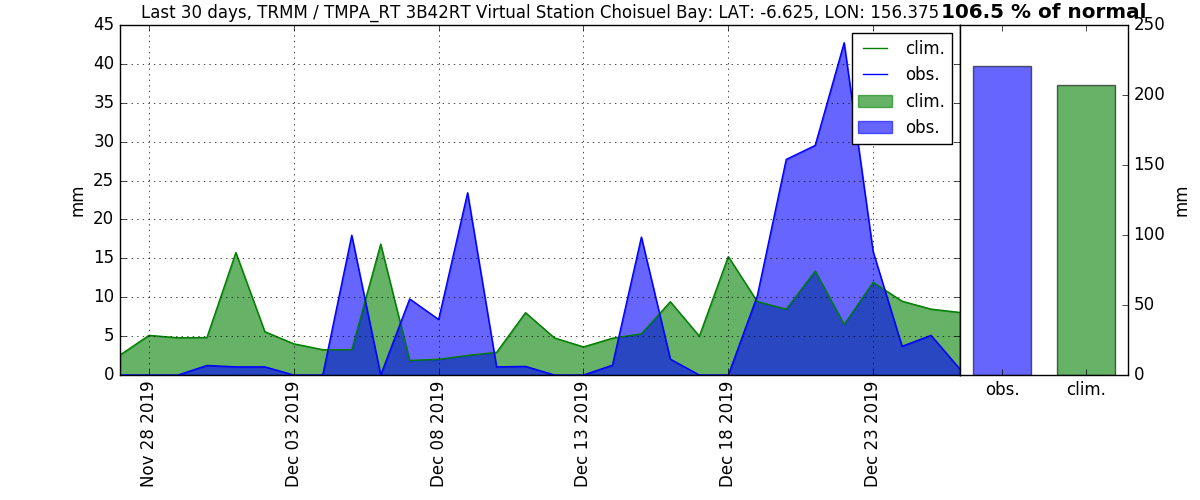 Last 30 days, TRMM / TMPA_RT 3B42RT Virtual Station Choisuel Bay: LAT: -6.625, LON: 156.375
106.5 % of normal
45
40
35
30
25
20
15
10
5
0
mm
clim.
obs.
clim.
obs.
Nov 28 2019
Dec 03 2019
Dec 08 2019
Dec 13 2019
Dec 18 2019
Dec 23 2019
250
200
150
100
50
0
mm
obs.
clim.